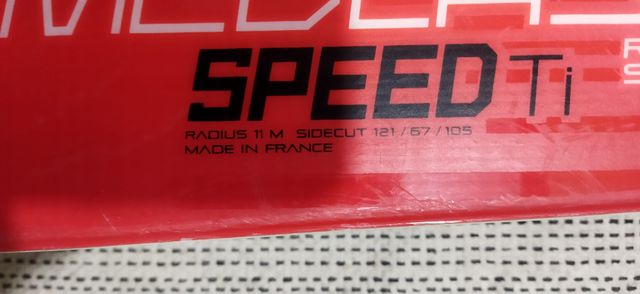 SPEED Ti
RADIUS 11 M SIDECUT 121 / 67 / 105
MADE IN FRANCE